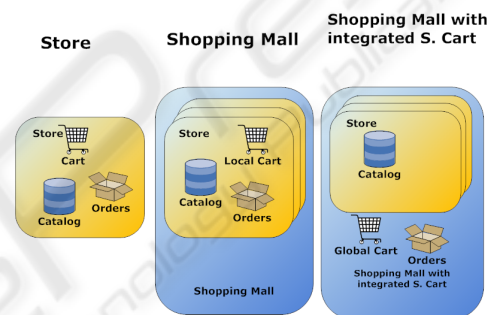 Store
Shopping Mall
Shopping Mall with
integrated S. Cart
Store
Cart
Catalog
Orders
Store
Local Cart
Catalog
Orders
Shopping Mall
Store
Catalog
Global Cart
Orders
Shopping Mall with
integrated S. Cart